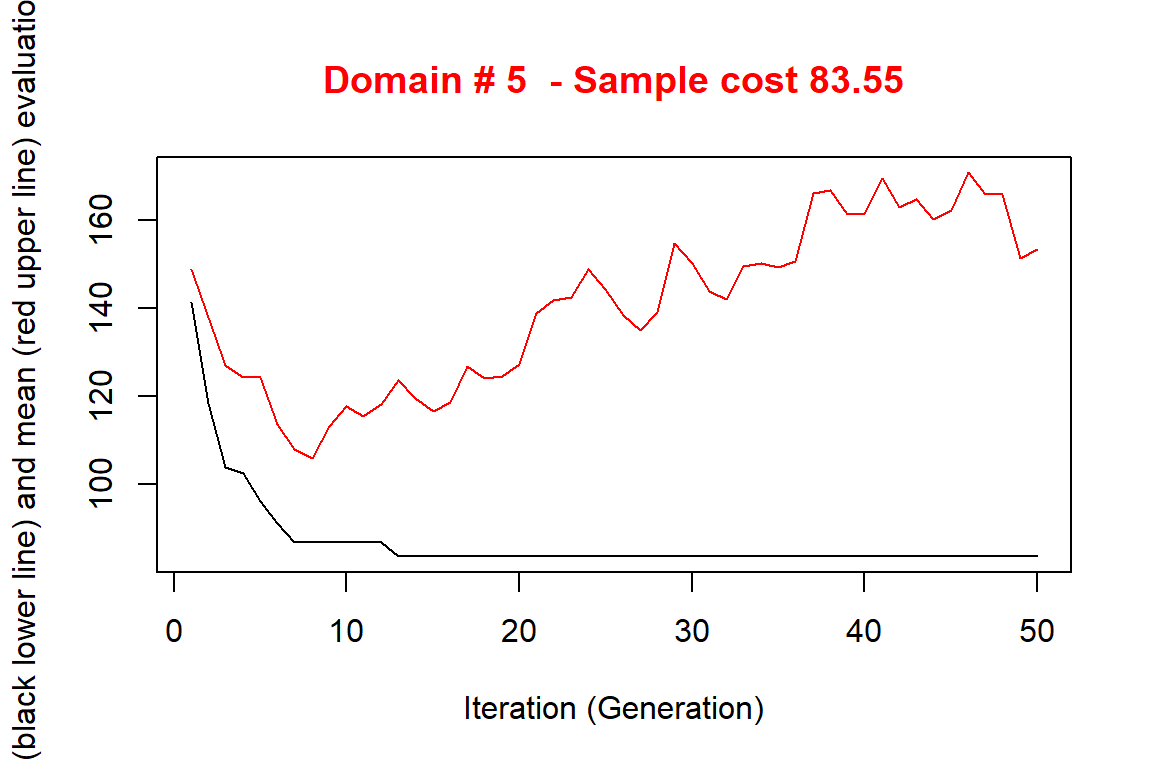 Domain # 5  - Sample cost 83.55
(black lower line) and mean (red upper line) evaluatio
160
140
120
100
0 10 20 30 40 50
Iteration (Generation)